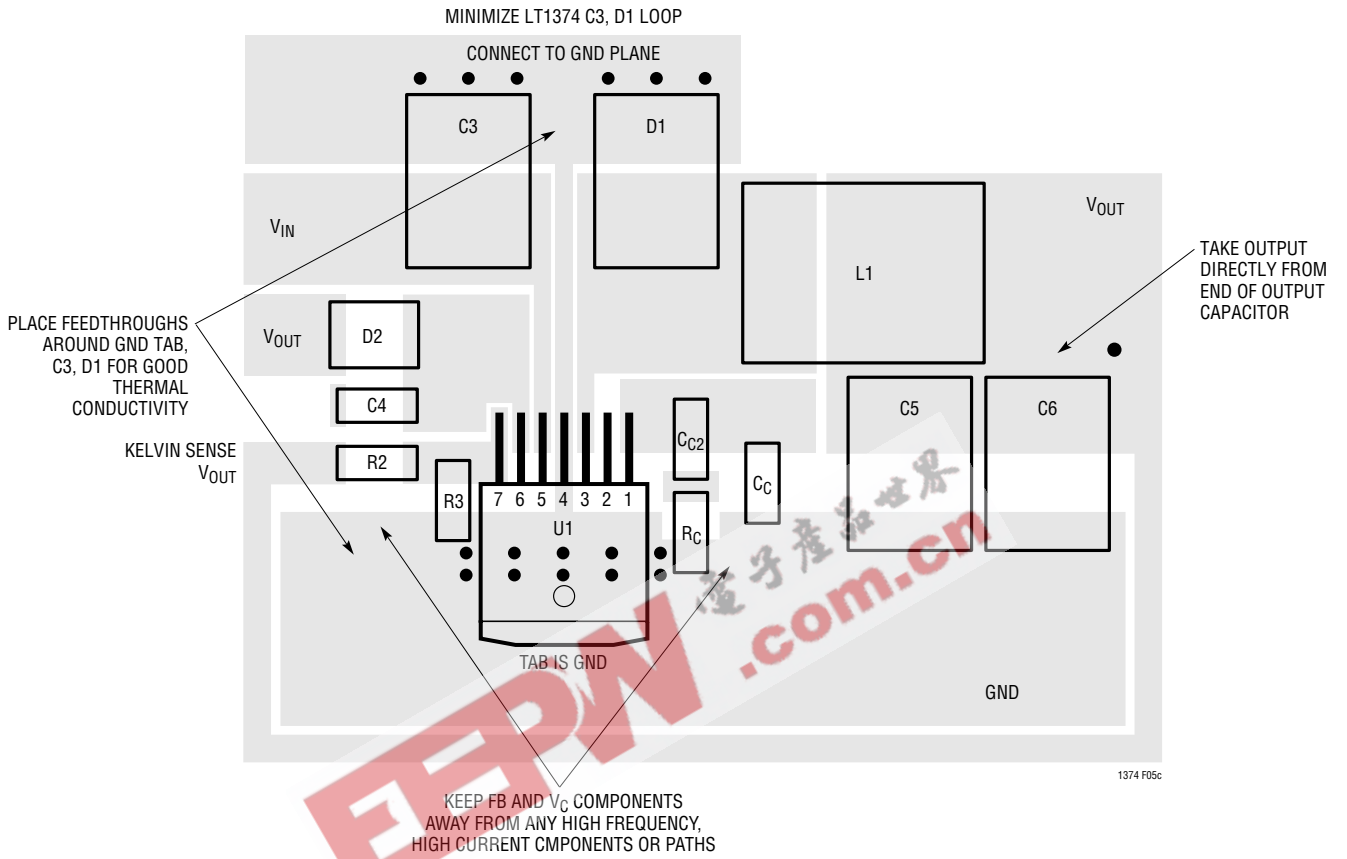 MINIMIZE LT1374 C3, D1 LOOP
CONNECT TO GND PLANE
C3
D1
VIN
VOUT
L1
TAKE OUTPUT
DIRECTLY FROM
END OF OUTPUT
CAPACITOR
PLACE FEEDTHROUGHS
AROUND GND TAB,
C3, D1 FOR GOOD
THERMAL
CONDUCTIVITY
VOUT
D2
C4
C5
C6
KELVIN SENSE
VOUT
R2
R3
CC2
CC
RC
7 6 5 4 3 2 1
U1
TAB IS GND
GND
電子產品世界
EEPW
.com.cn
1374 F05c
KEEP FB AND VC COMPONENTS
AWAY FROM ANY HIGH FREQUENCY,
HIGH CURRENT CMPONENTS OR PATHS